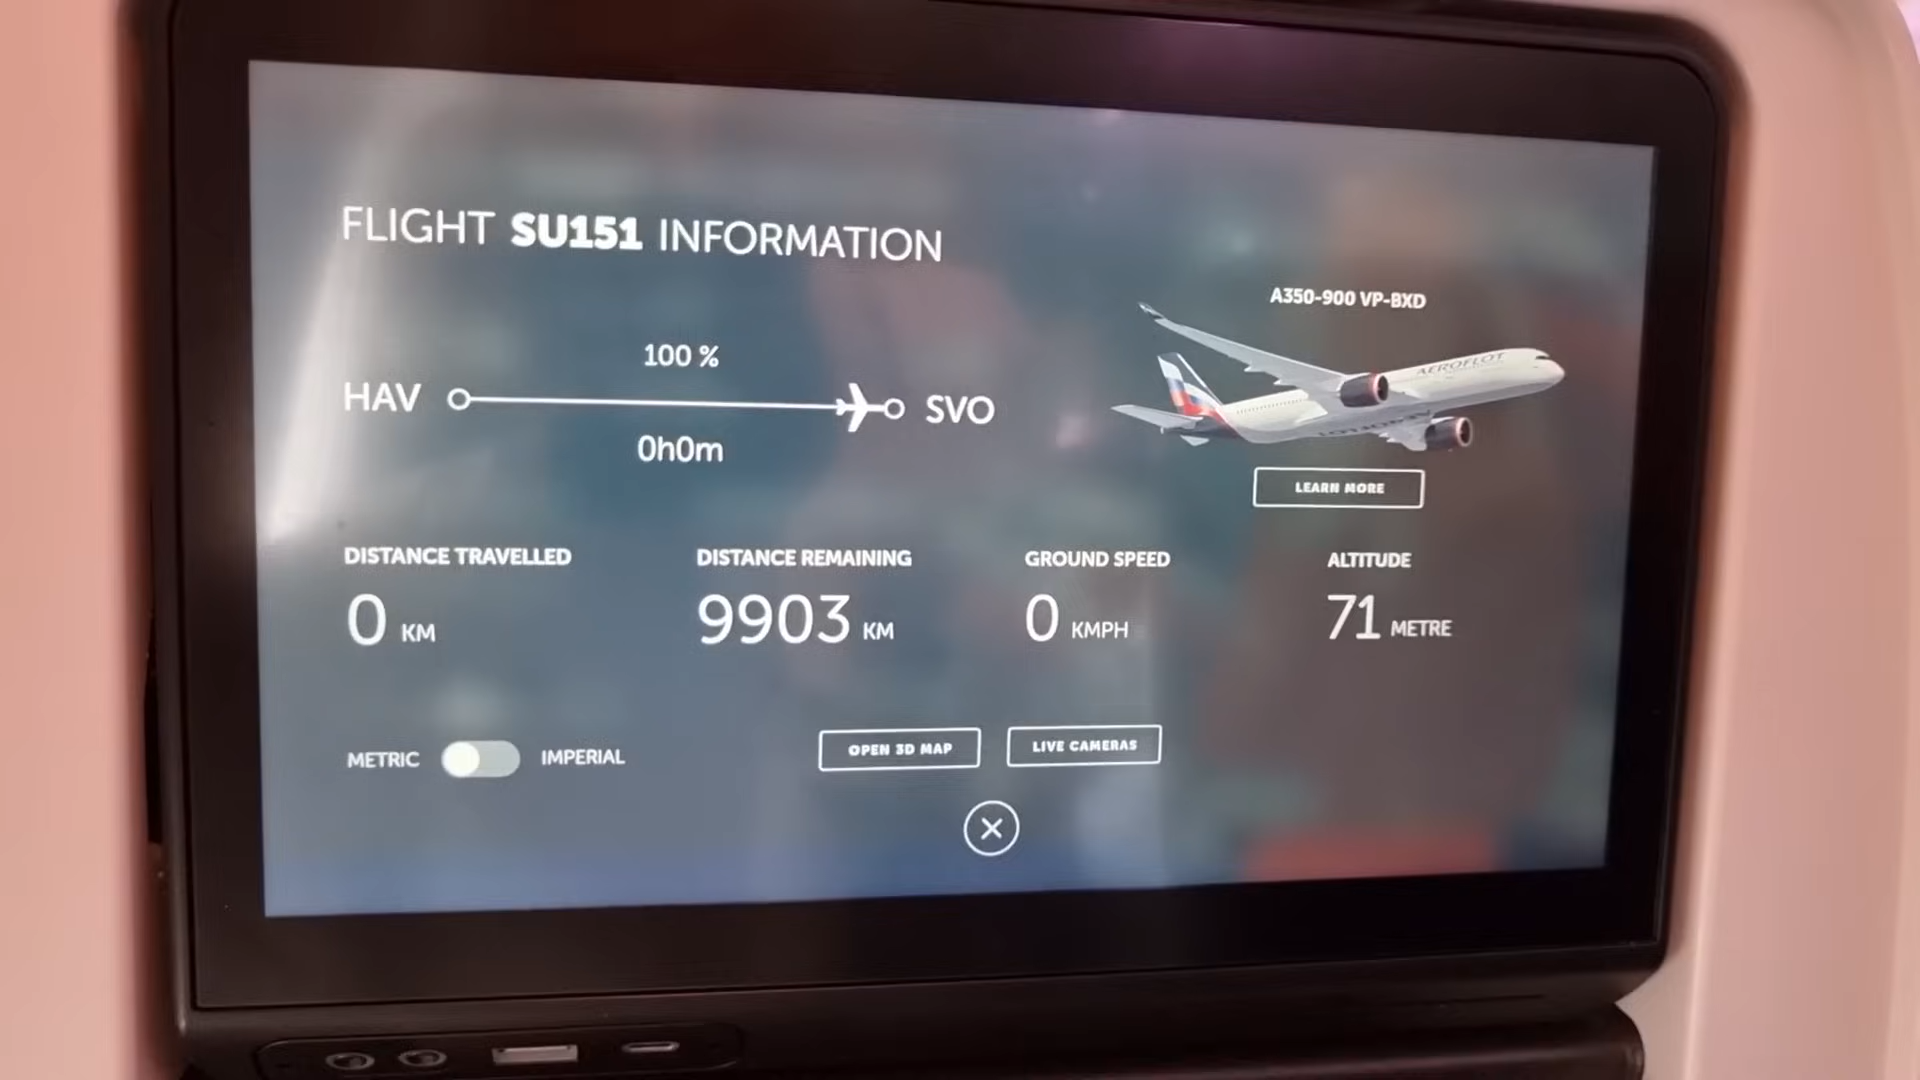 FLIGHT SU151 INFORMATION
A350-900 VP-BXD
AEROFLOT
100 %
HAV
SVO
0h0m
LEARN MORE
DISTANCE TRAVELLED
DISTANCE REMAINING
GROUND SPEED
ALTITUDE
0 KM
9903 KM
0 KMPH
71 METRE
METRIC
IMPERIAL
OPEN 3D MAP
LIVE CAMERAS